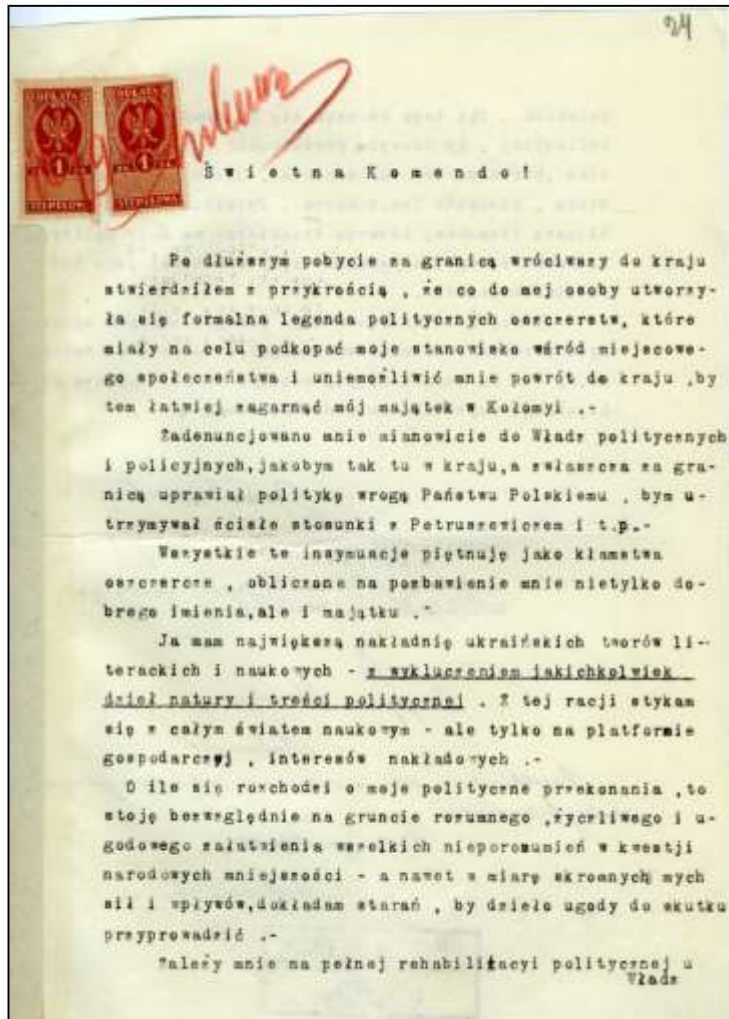 24
OPŁATA OPŁATA
1 1
STEMPLOWA STEMPLOWA
Świetna Komendo!
Po dłuższym pobycie za granicą wróciwszy do kraju
stwierdziłem z przykrością , że co do mej osoby utworzy-
ła się formalna legenda politycznych oszczerstw, które
miały na celu podkopać moje stanowisko wśród miejscowe-
go społeczeństwa i uniemożliwić mnie powrót do kraju ,by
tem łatwiej zagarnąć mój majątek w Kołomyi .-
Zadenuncjowano mnie mianowicie do Władz politycznych
i policyjnych,jakobym tak tu w kraju,a zwłaszcza za gra-
nicą uprawiał politykę wrogą Państwu Polskiemu , bym u-
trzymywał ścisłe stosunki z Petruszewiczem i t.p.-
Wszystkie te insynuacje piętnuję jako kłamstwa
oszczercze , obliczone na pozbawienie mnie nietylko do-
brego imienia,ale i majątku .-
Ja mam największą nakładnię ukraińskich tworów li-
terackich i naukowych - z wykluczeniem jakichkolwiek
dzieł natury i treści politycznej . Z tej racji stykam
się z całym światem naukowym - ale tylko na platformie
gospodarczej , interesów nakładowych .-
O ile się rozchodzi o moje polityczne przekonania ,to
stoję bezwzględnie na gruncie rozumnego ,życzliwego i u-
godowego załatwienia wszelkich nieporozumień w kwestji
narodowych mniejszości - a nawet w miarę skromnych mych
sił i wpływów,dokładam starań , by dzieło ugody do skutku
przyprowadzić .-
Zależy mnie na pełnej rehabilitacyi politycznej u
Władz